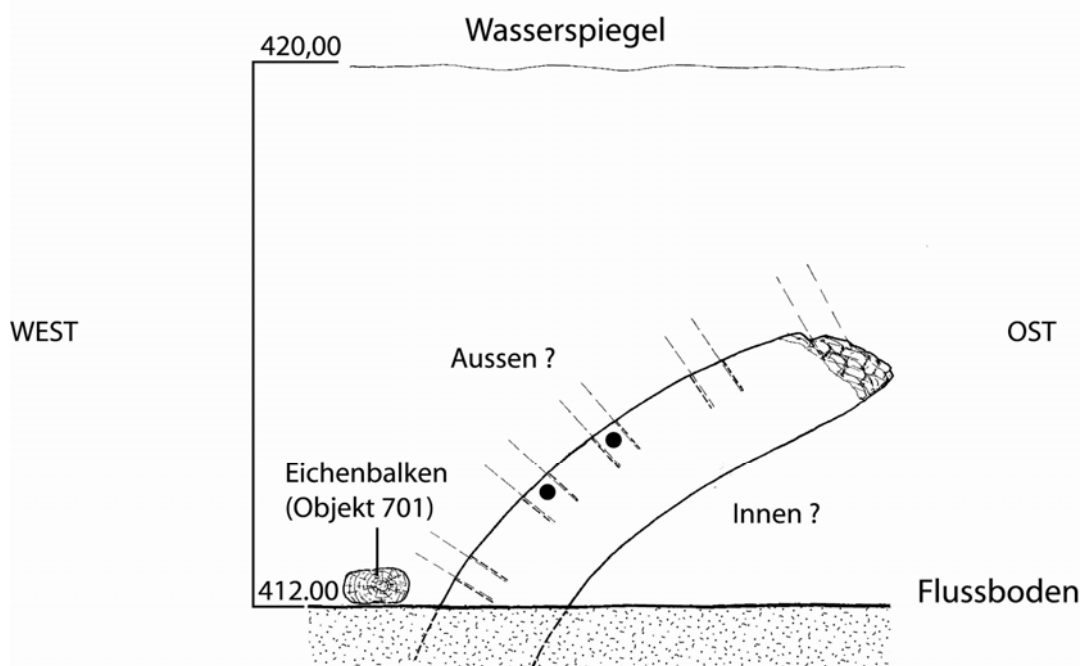 Wasserspiegel
420,00
WEST
OST
Aussen ?
Eichenbalken
(Objekt 701)
Innen ?
412.00
Flussboden